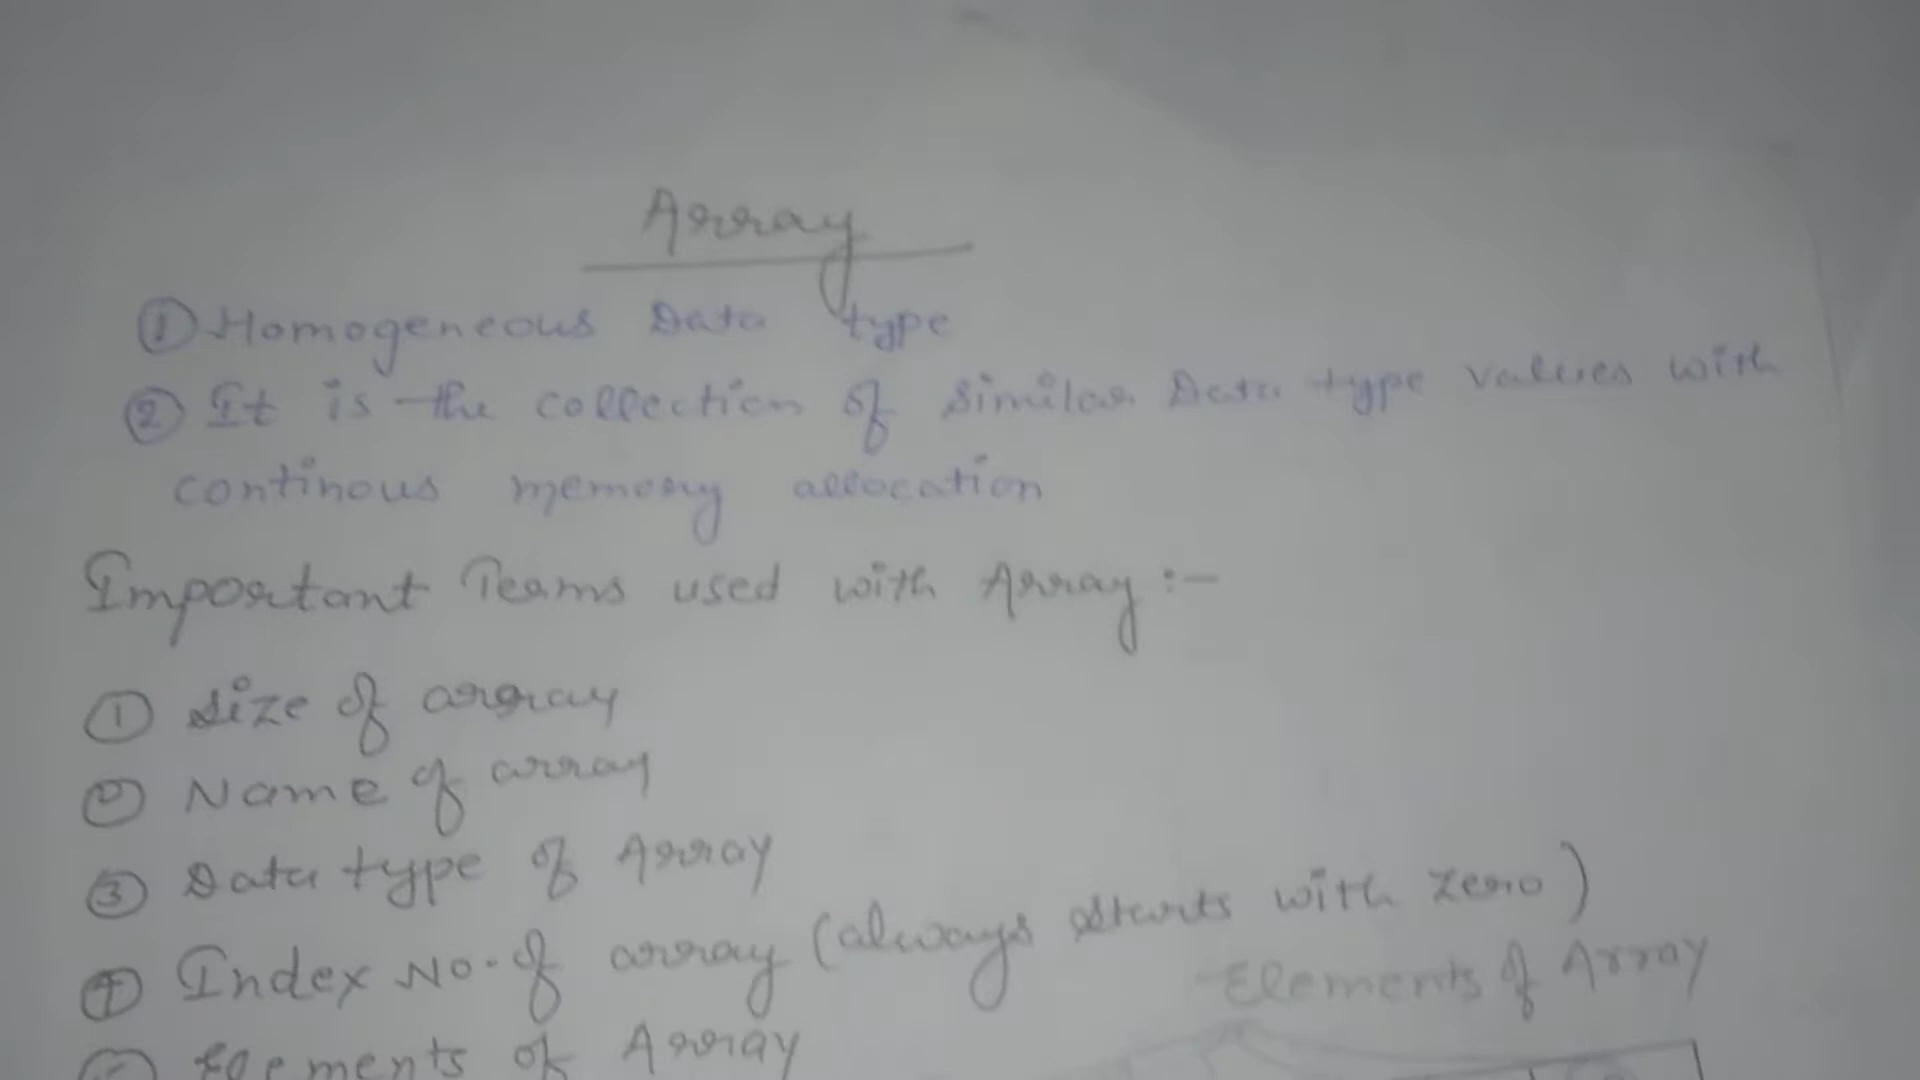 Array
① Homogeneous Data type
② It is the collection of similar Data type values with
continous memory allocation
Important Terms used with Array :-
① Size of array
② Name of array
③ Data type of Array
④ Index No. of array (always starts with zero)
Elements of Array
⑤ Elements of Array